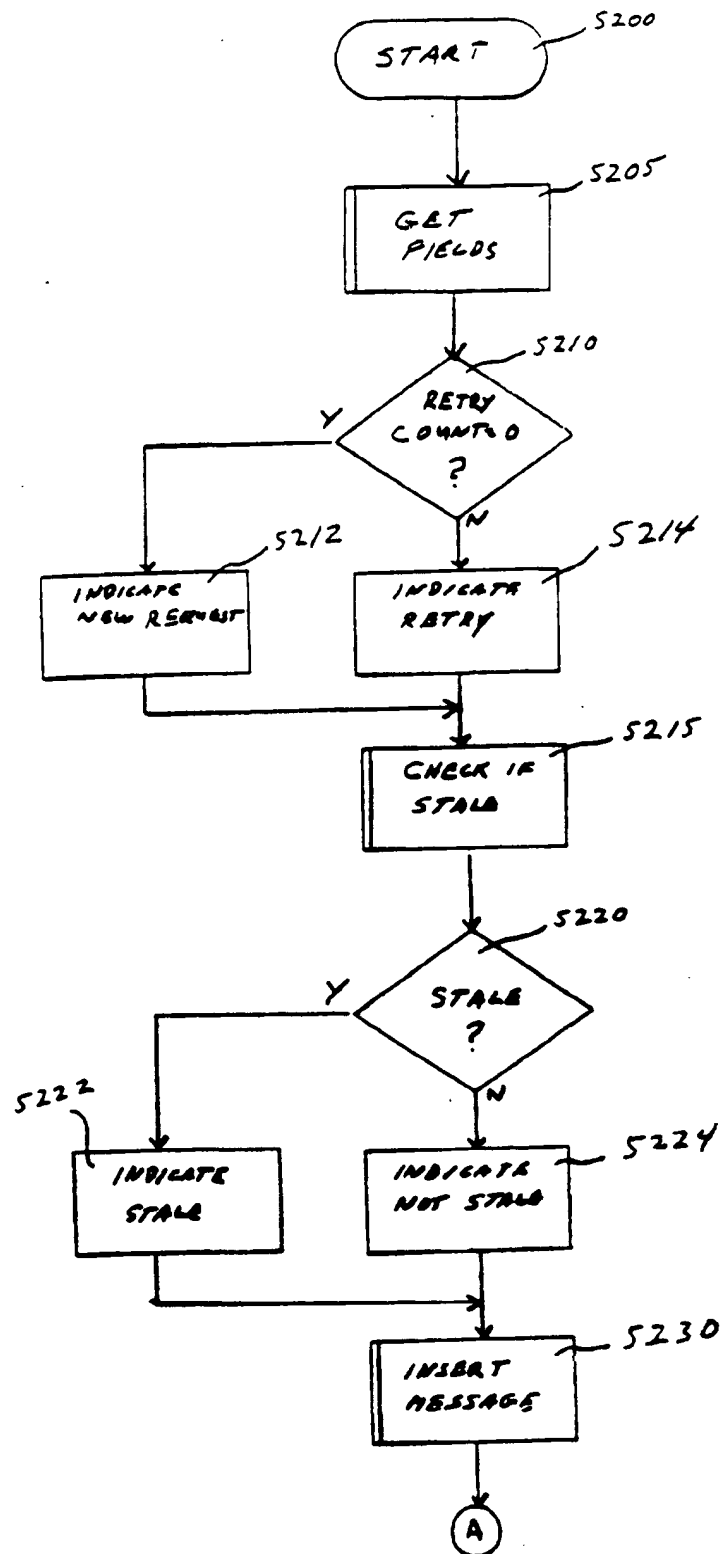 5200
START
5205
GET
FIELDS
5210
RETRY
COUNT=0
?
Y
N
5212
INDICATE
NEW REQUEST
5214
INDICATE
RETRY
5215
CHECK IF
STALE
5220
STALE
?
Y
N
5222
INDICATE
STALE
5224
INDICATE
NOT STALE
5230
INSERT
MESSAGE
A